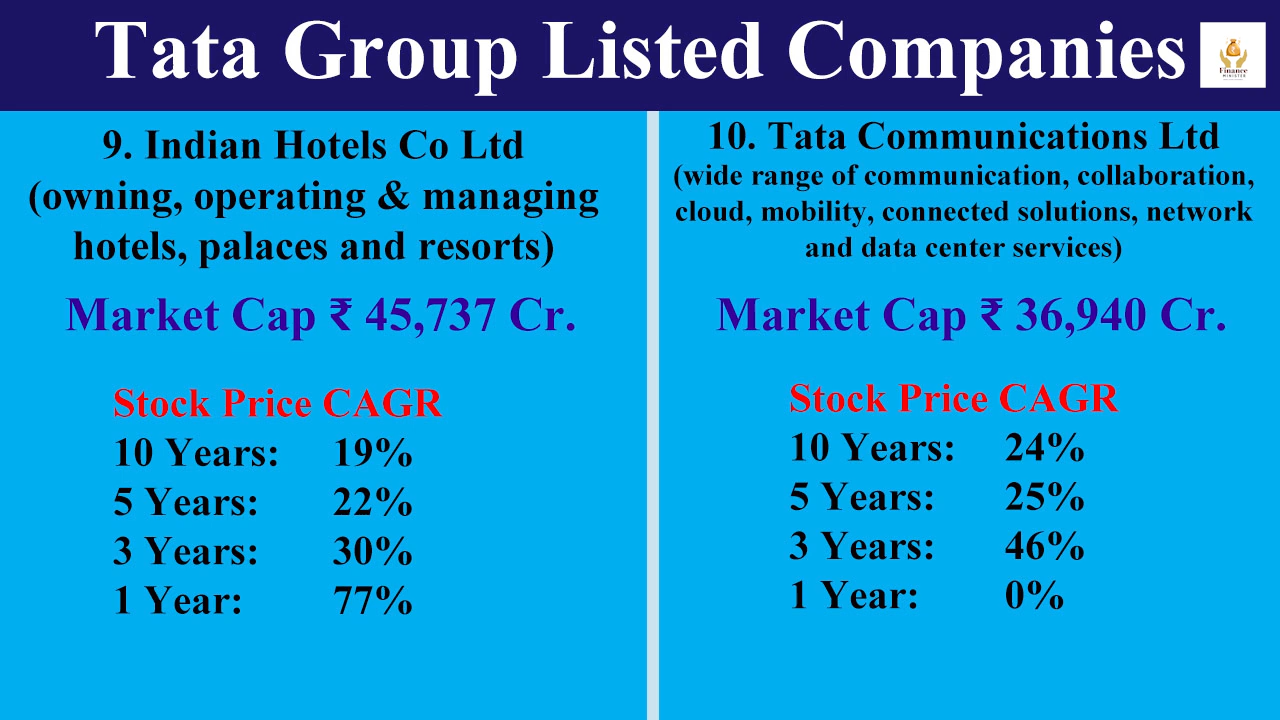 Tata Group Listed Companies
Finance
MINISTER
9. Indian Hotels Co Ltd
(owning, operating & managing
hotels, palaces and resorts)
Market Cap ₹ 45,737 Cr.
Stock Price CAGR
10 Years: 19%
5 Years: 22%
3 Years: 30%
1 Year: 77%
10. Tata Communications Ltd
(wide range of communication, collaboration,
cloud, mobility, connected solutions, network
and data center services)
Market Cap ₹ 36,940 Cr.
Stock Price CAGR
10 Years: 24%
5 Years: 25%
3 Years: 46%
1 Year: 0%